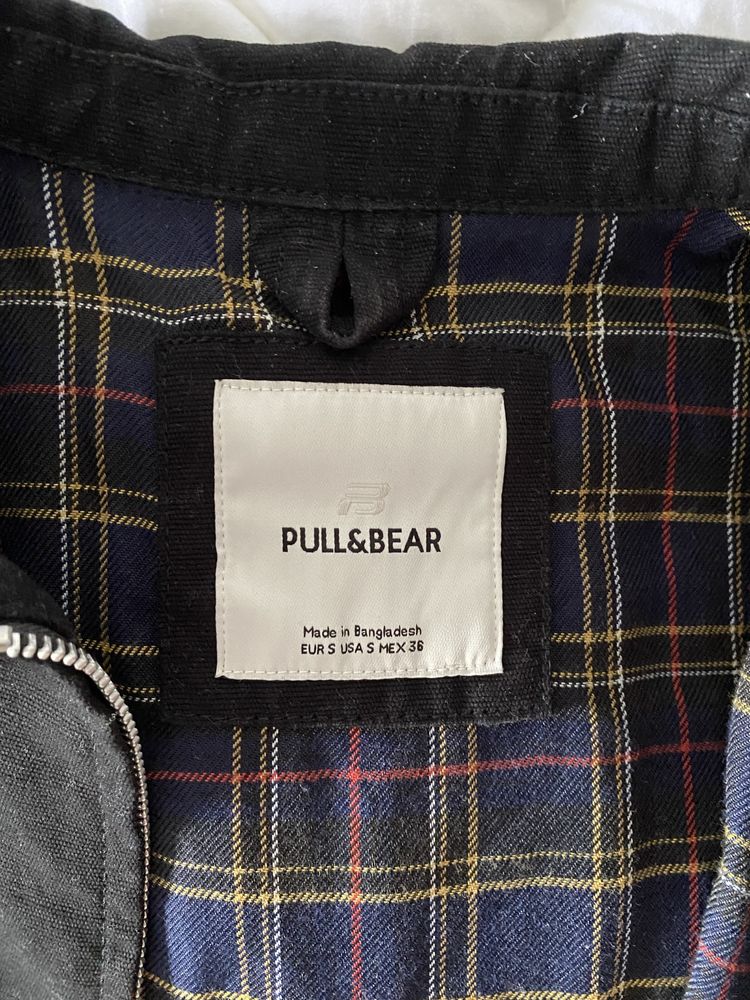 PULL&BEAR
Made in Bangladesh
EUR S USA S MEX 36